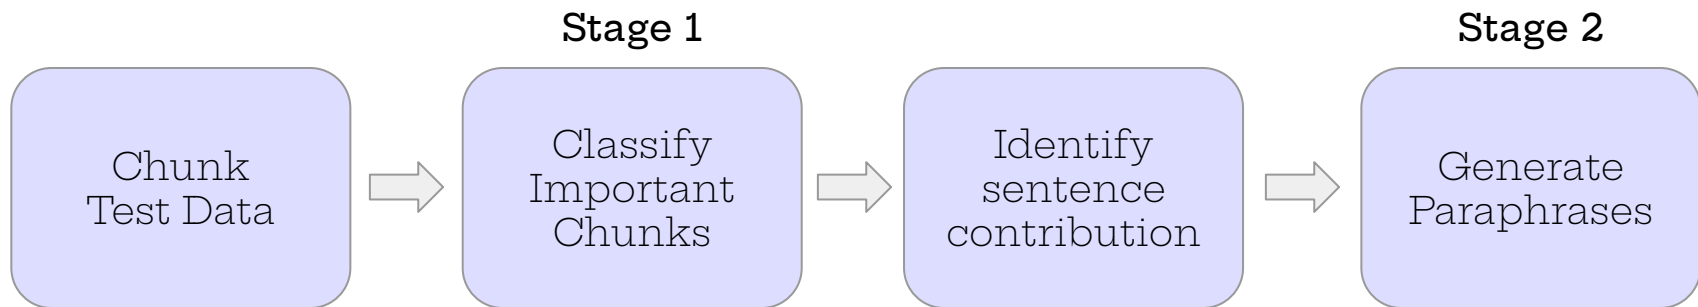 Stage 1
Stage 2
Chunk
Test Data
Classify
Important
Chunks
Identify
sentence
contribution
Generate
Paraphrases